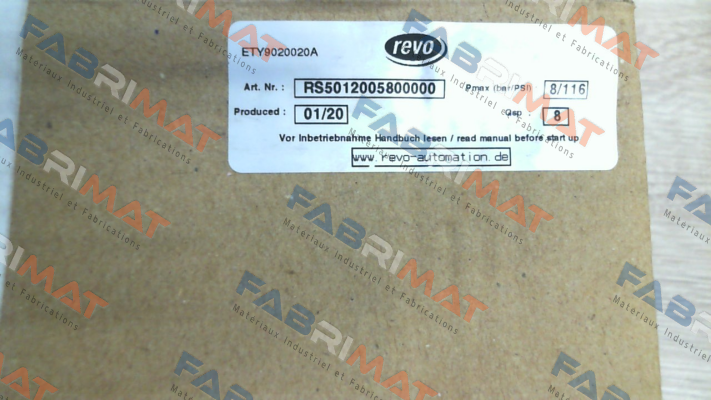 ETY9020020A
revo
Art. Nr. : RS5012005800000 Pmax (bar/PSI) 8/116
Produced : 01/20 Qsp : 8
Vor Inbetriebnahme Handbuch lesen / read manual before start up
www.revo-automation.de
FABRIMAT
Materiaux Industriel et Fabrications